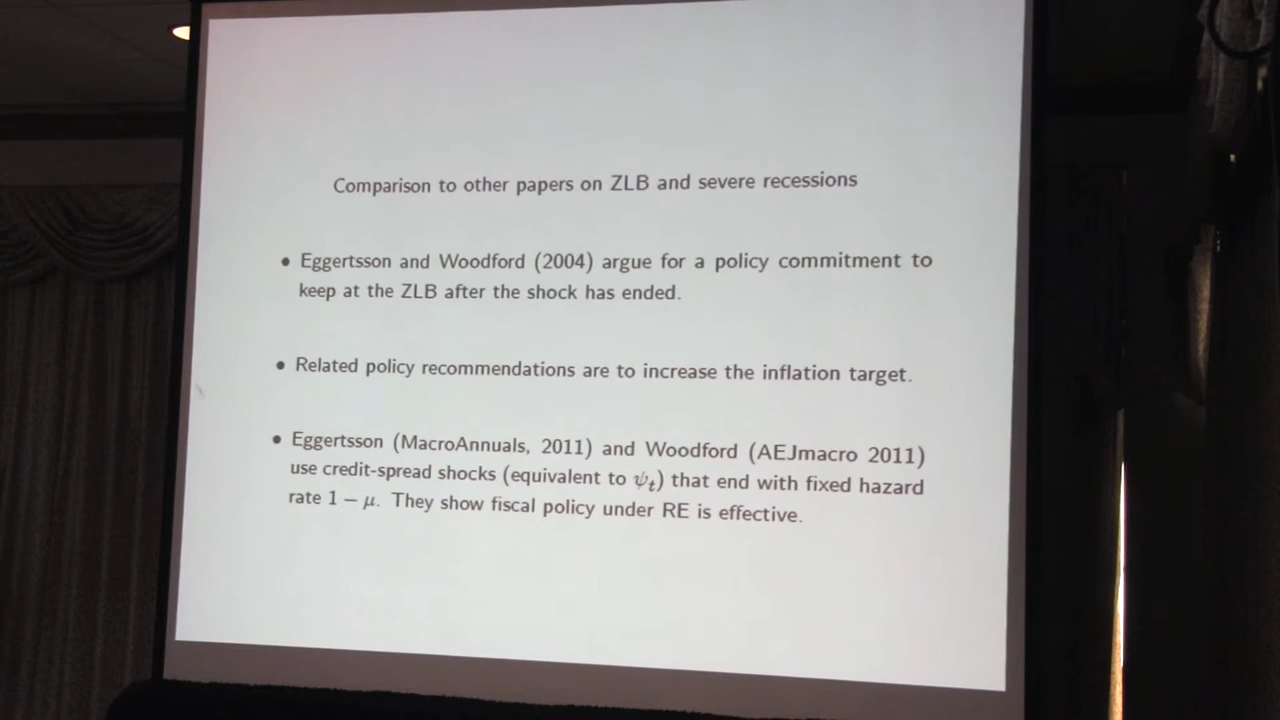 Comparison to other papers on ZLB and severe recessions
• Eggertsson and Woodford (2004) argue for a policy commitment to
keep at the ZLB after the shock has ended.
• Related policy recommendations are to increase the inflation target.
• Eggertsson (MacroAnnuals, 2011) and Woodford (AEJmacro 2011)
use credit-spread shocks (equivalent to ψₜ) that end with fixed hazard
rate 1 − μ. They show fiscal policy under RE is effective.